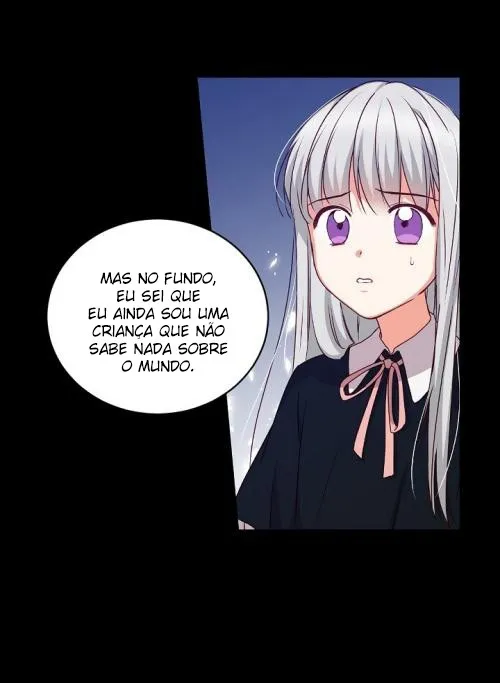 MAS NO FUNDO,
EU SEI QUE
EU AINDA SOU UMA
CRIANÇA QUE NÃO
SABE NADA SOBRE
O MUNDO.